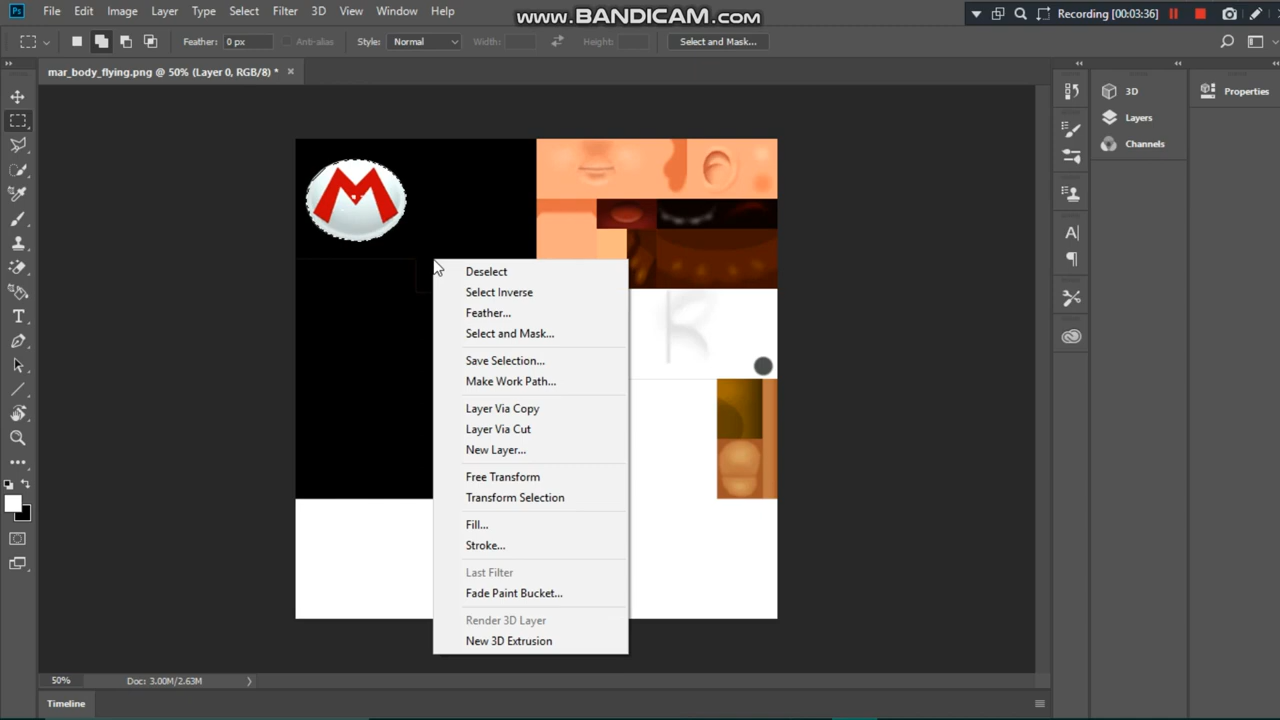 www.BANDICAM.com
Recording [00:03:36]
Ps File Edit Image Layer Type Select Filter 3D View Window Help
Feather: 0 px Anti-alias Style: Normal Width: Height: Select and Mask...
mar_body_flying.png @ 50% (Layer 0, RGB/8) * ×
3D
Properties
Layers
Channels
M
Deselect
Select Inverse
Feather...
Select and Mask...
Save Selection...
Make Work Path...
Layer Via Copy
Layer Via Cut
New Layer...
Free Transform
Transform Selection
Fill...
Stroke...
Last Filter
Fade Paint Bucket...
Render 3D Layer
New 3D Extrusion
50% Doc: 3.00M/2.63M
Timeline